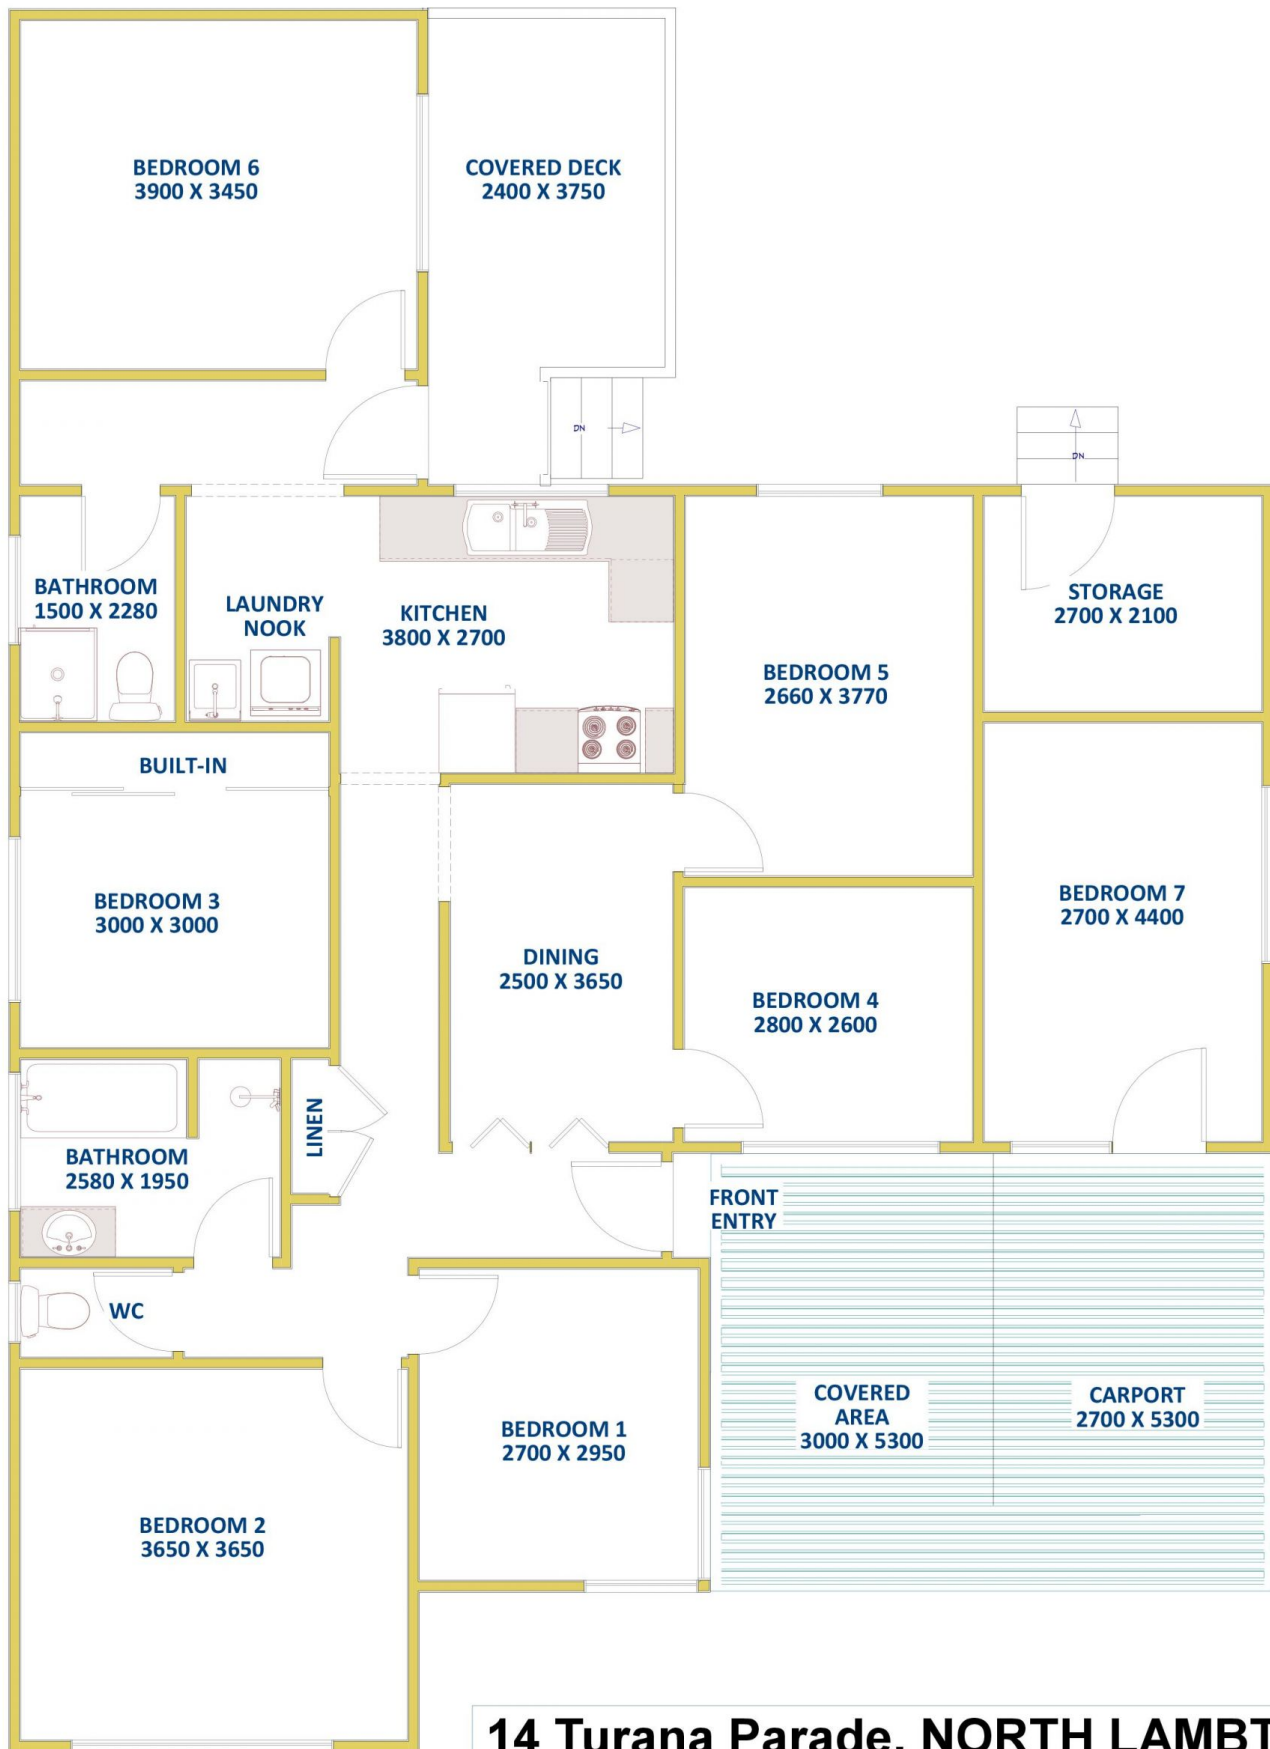 BEDROOM 6
3900 X 3450
COVERED DECK
2400 X 3750
DN
DN
BATHROOM
1500 X 2280
LAUNDRY
NOOK
KITCHEN
3800 X 2700
STORAGE
2700 X 2100
BEDROOM 5
2660 X 3770
BUILT-IN
BEDROOM 3
3000 X 3000
BEDROOM 7
2700 X 4400
DINING
2500 X 3650
BEDROOM 4
2800 X 2600
LINEN
BATHROOM
2580 X 1950
FRONT
ENTRY
WC
COVERED
AREA
3000 X 5300
CARPORT
2700 X 5300
BEDROOM 1
2700 X 2950
BEDROOM 2
3650 X 3650
14 Turana Parade, NORTH LAMBT